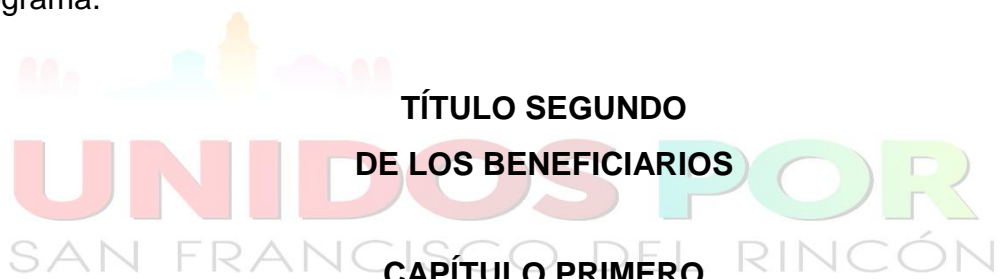 grama.
TÍTULO SEGUNDO
DE LOS BENEFICIARIOS
UNIDOS POR
SAN FRANCISCO DEL RINCÓN
CAPÍTULO PRIMERO